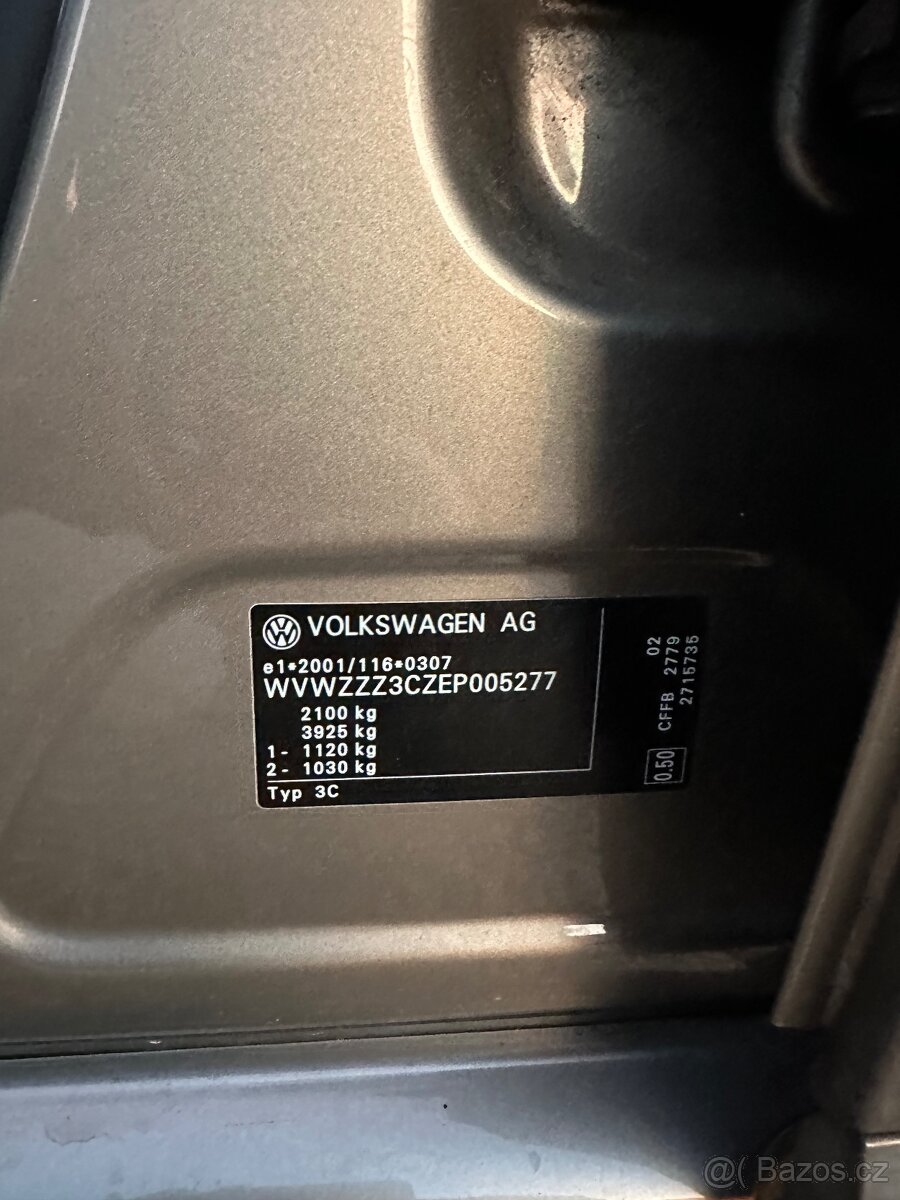 VOLKSWAGEN AG
e1*2001/116*0307
WVWZZZ3CZEP005277
2100 kg
3925 kg
1- 1120 kg
2- 1030 kg
Typ 3C
02
CFFB 2779
0.50
2715735
@( Bazoš.cz